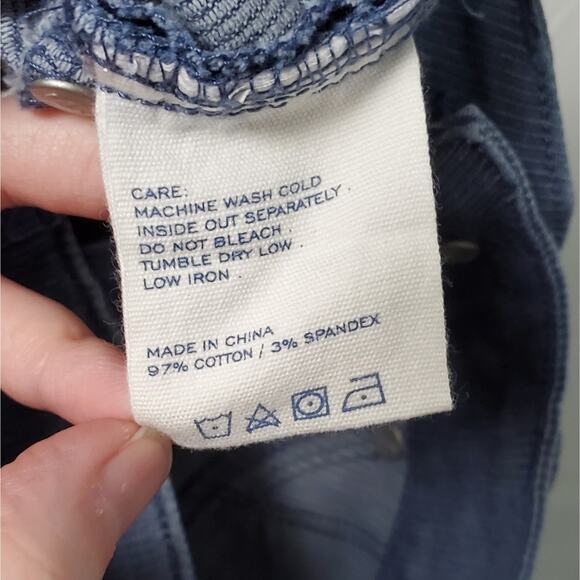 CARE:
MACHINE WASH COLD .
INSIDE OUT SEPARATELY .
DO NOT BLEACH .
TUMBLE DRY LOW .
LOW IRON .
MADE IN CHINA
97% COTTON / 3% SPANDEX